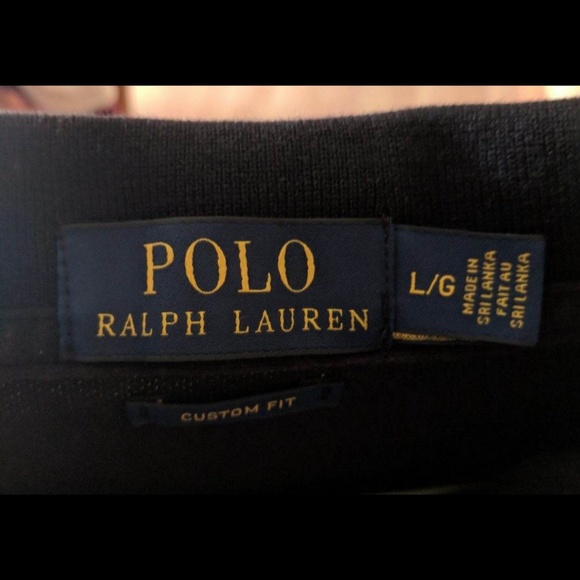 POLO
RALPH LAUREN
L/G
MADE IN
SRI LANKA
FAIT AU
SRI LANKA
CUSTOM FIT